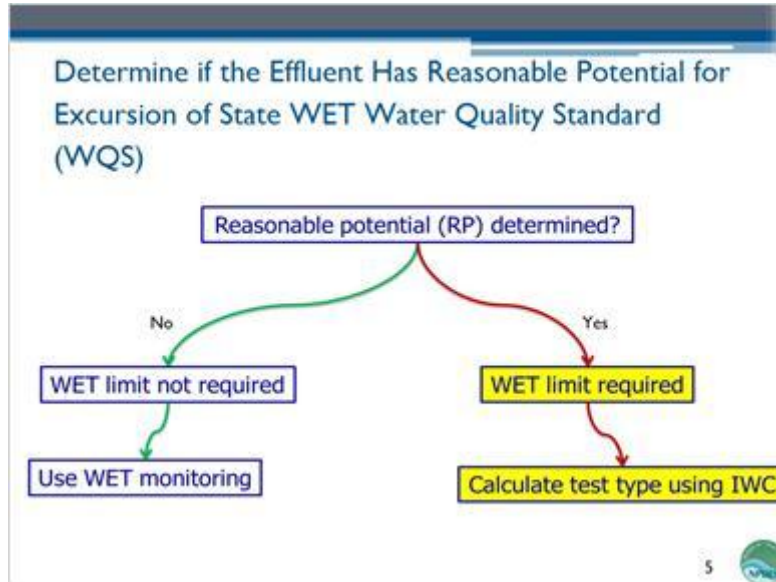 Determine if the Effluent Has Reasonable Potential for
Excursion of State WET Water Quality Standard
(WQS)
Reasonable potential (RP) determined?
No
Yes
WET limit not required
WET limit required
Use WET monitoring
Calculate test type using IWC
5